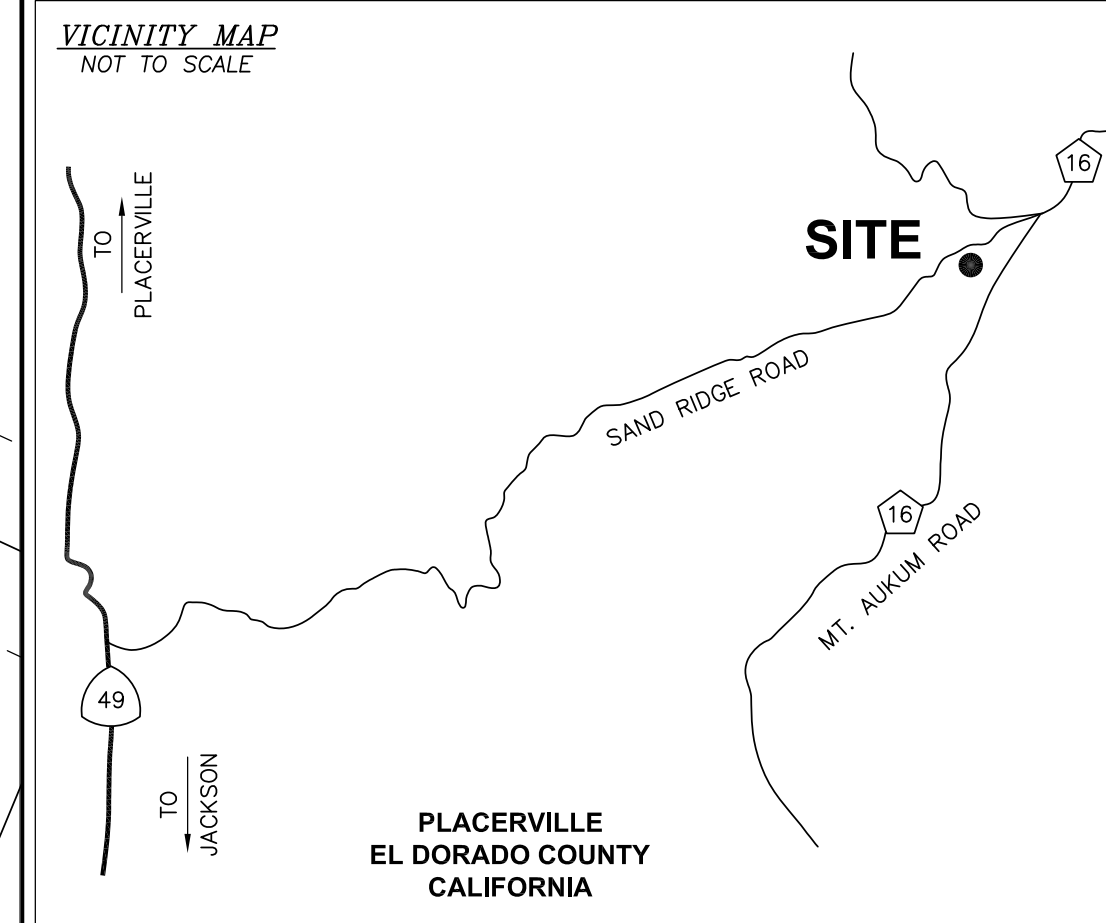 VICINITY MAP
NOT TO SCALE
16
TO
PLACERVILLE
SITE
SAND RIDGE ROAD
16
MT. AUKUM ROAD
49
TO
JACKSON
PLACERVILLE
EL DORADO COUNTY
CALIFORNIA